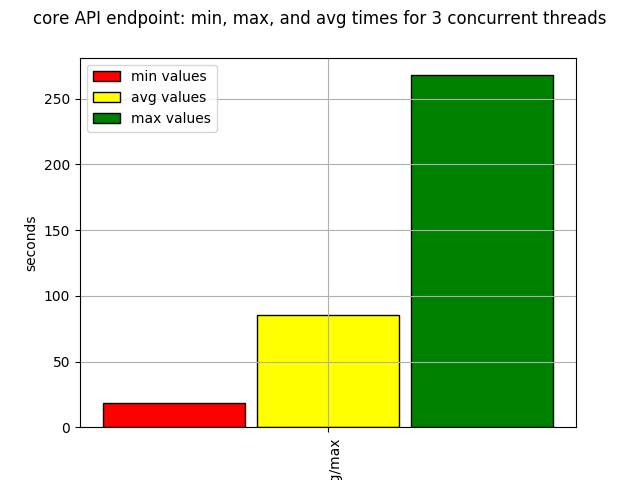 core API endpoint: min, max, and avg times for 3 concurrent threads
min values
avg values
max values
250
200
150
100
50
0
seconds
g/max